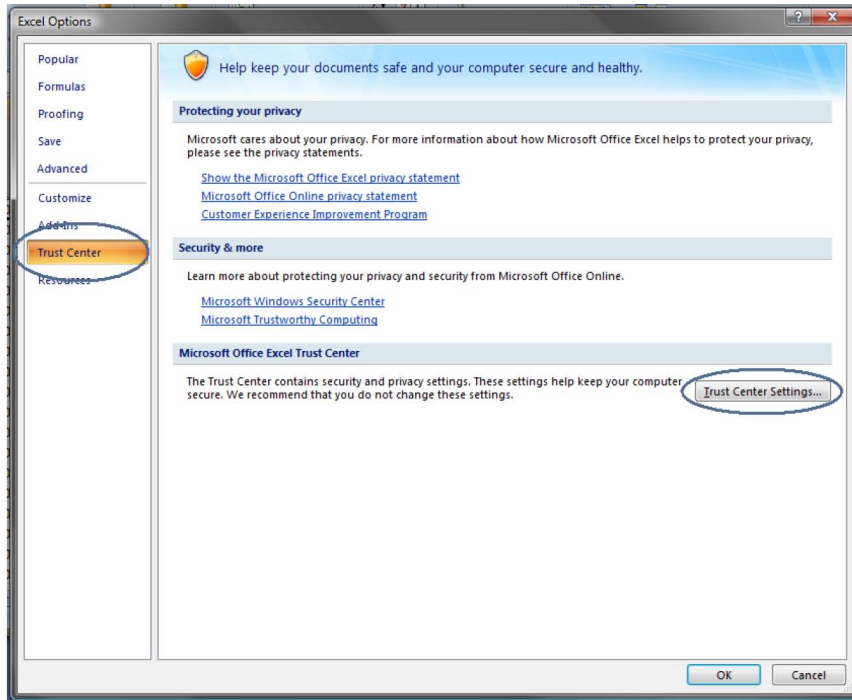 Excel Options
Popular
Formulas
Proofing
Save
Advanced
Customize
Add-Ins
Trust Center
Resources
Help keep your documents safe and your computer secure and healthy.
Protecting your privacy
Microsoft cares about your privacy. For more information about how Microsoft Office Excel helps to protect your privacy,
please see the privacy statements.
Show the Microsoft Office Excel privacy statement
Microsoft Office Online privacy statement
Customer Experience Improvement Program
Security & more
Learn more about protecting your privacy and security from Microsoft Office Online.
Microsoft Windows Security Center
Microsoft Trustworthy Computing
Microsoft Office Excel Trust Center
The Trust Center contains security and privacy settings. These settings help keep your computer
secure. We recommend that you do not change these settings.
Trust Center Settings...
OK
Cancel